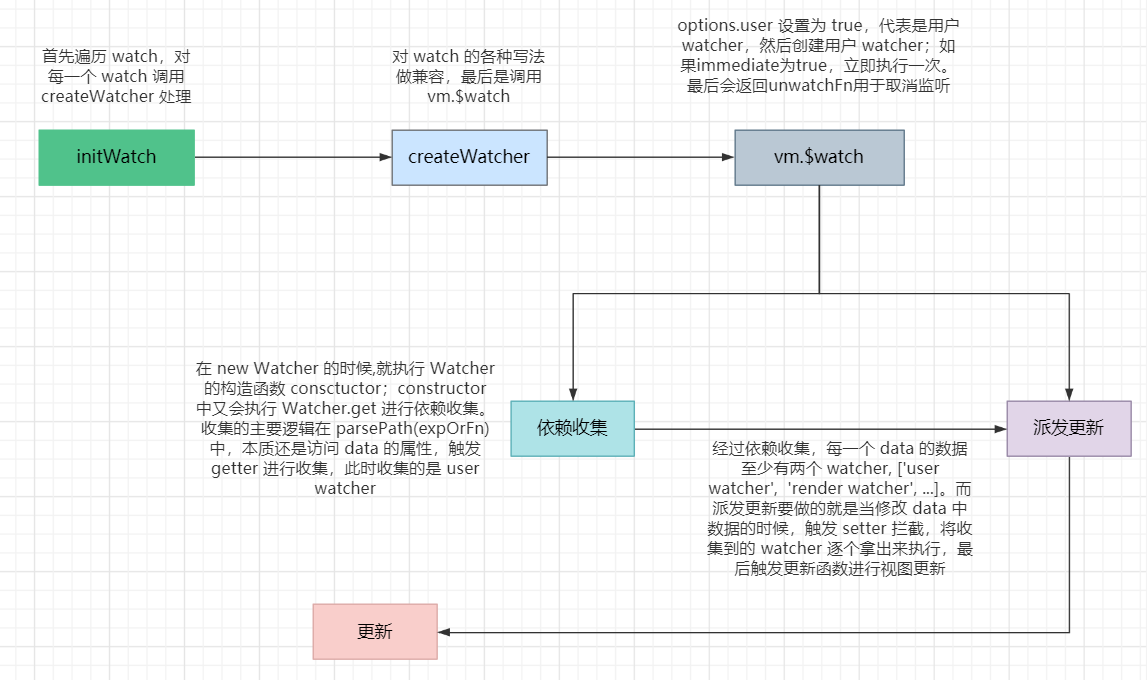 首先遍历 watch，对
每一个 watch 调用
createWatcher 处理
initWatch
对 watch 的各种写法
做兼容，最后是调用
vm.$watch
createWatcher
options.user 设置为 true，代表是用户
watcher，然后创建用户 watcher；如
果immediate为true，立即执行一次。
最后会返回unwatchFn用于取消监听
vm.$watch
在 new Watcher 的时候,就执行 Watcher
的构造函数 consctuctor；constructor
中又会执行 Watcher.get 进行依赖收集。
收集的主要逻辑在 parsePath(expOrFn)
中，本质还是访问 data 的属性，触发
getter 进行收集，此时收集的是 user
watcher
依赖收集
经过依赖收集，每一个 data 的数据
至少有两个 watcher, ['user
watcher'，'render watcher', ...]。而
派发更新要做的就是当修改 data 中
数据的时候，触发 setter 拦截，将收
集到的 watcher 逐个拿出来执行，最
后触发更新函数进行视图更新
派发更新
更新